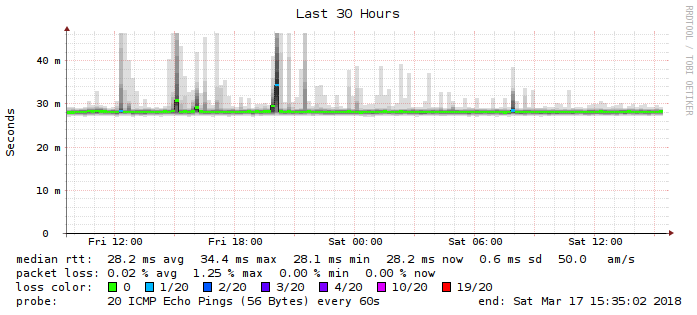 Last 30 Hours
RRDTOOL / TOBI OETIKER
Seconds
40 m
30 m
20 m
10 m
0
Fri 12:00 Fri 18:00 Sat 00:00 Sat 06:00 Sat 12:00
median rtt: 28.2 ms avg 34.4 ms max 28.1 ms min 28.2 ms now 0.6 ms sd 50.0 am/s
packet loss: 0.02 % avg 1.25 % max 0.00 % min 0.00 % now
loss color: 0 1/20 2/20 3/20 4/20 10/20 19/20
probe: 20 ICMP Echo Pings (56 Bytes) every 60s end: Sat Mar 17 15:35:02 2018